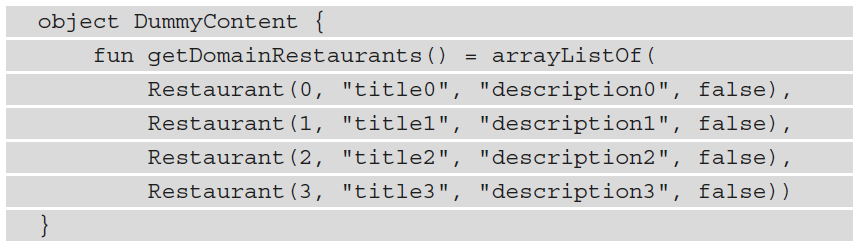 object DummyContent {
    fun getDomainRestaurants() = arrayListOf(
        Restaurant(0, "title0", "description0", false),
        Restaurant(1, "title1", "description1", false),
        Restaurant(2, "title2", "description2", false),
        Restaurant(3, "title3", "description3", false))
}